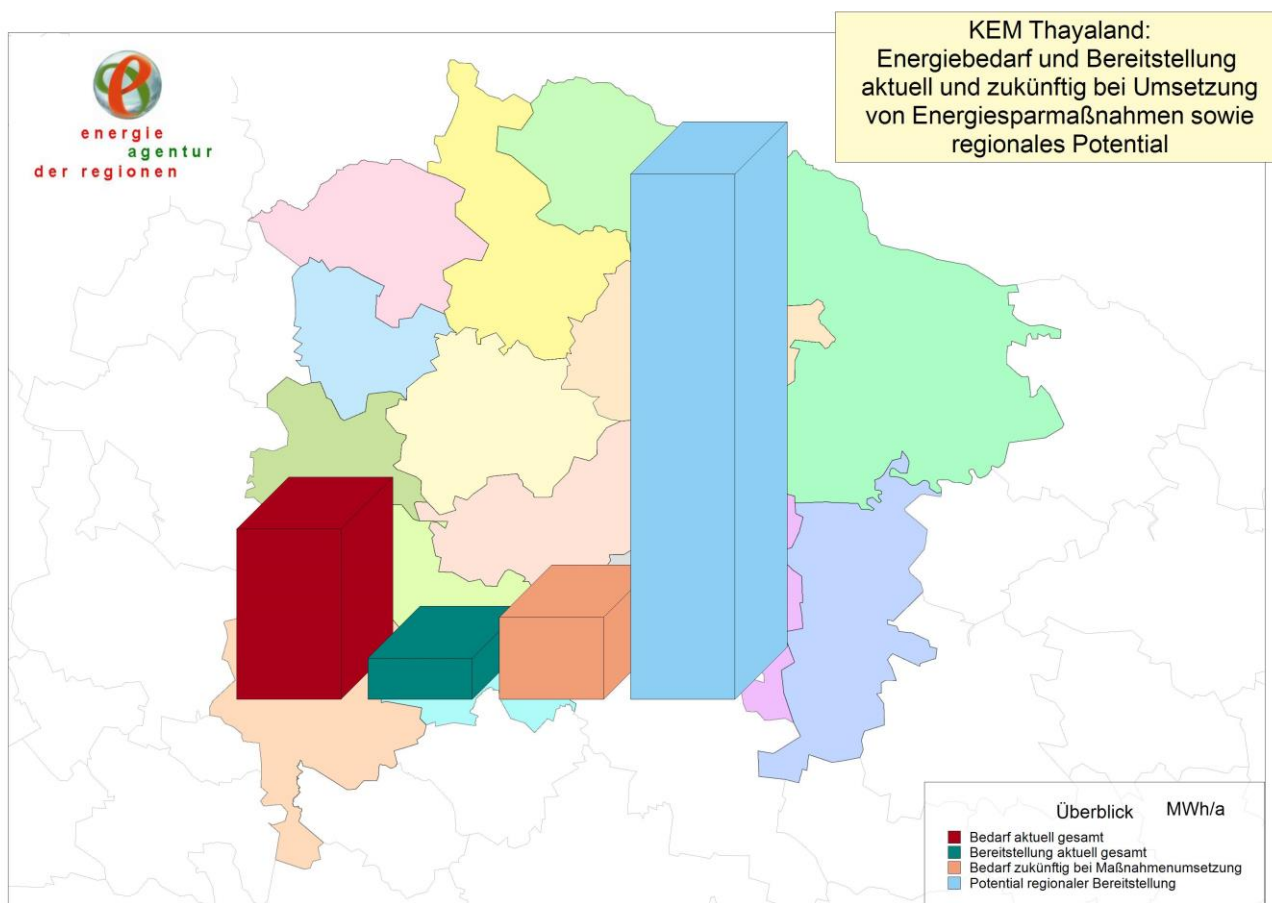 energie
agentur
der regionen
KEM Thayaland:
Energiebedarf und Bereitstellung
aktuell und zukünftig bei Umsetzung
von Energiesparmaßnahmen sowie
regionales Potential
Überblick MWh/a
Bedarf aktuell gesamt
Bereitstellung aktuell gesamt
Bedarf zukünftig bei Maßnahmenumsetzung
Potential regionaler Bereitstellung